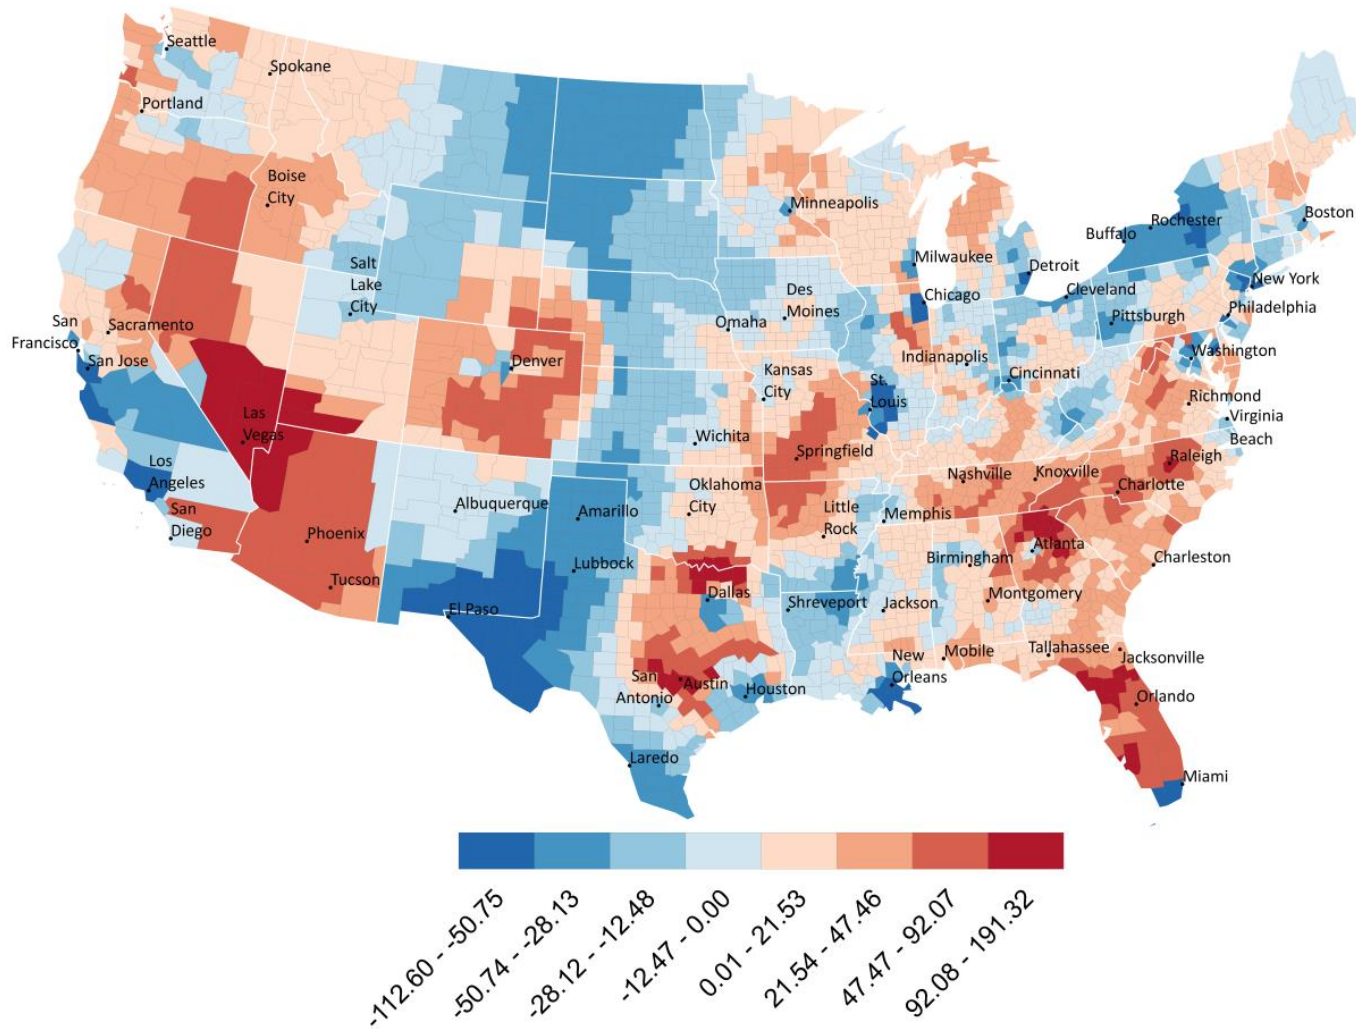 Seattle
Spokane
Portland
Boise
City
Minneapolis
Rochester
Boston
Buffalo
Milwaukee
Detroit
Salt
Lake
City
New York
Cleveland
Chicago
Des
Moines
Philadelphia
San
Francisco
Sacramento
Omaha
Pittsburgh
San Jose
Denver
Indianapolis
Washington
Kansas
City
Cincinnati
St.
Louis
Richmond
Las
Vegas
Virginia
Beach
Wichita
Springfield
Raleigh
Los
Angeles
Nashville
Knoxville
Charlotte
Oklahoma
City
Albuquerque
Amarillo
Little
Rock
Memphis
San
Diego
Phoenix
Atlanta
Birmingham
Charleston
Lubbock
Tucson
Dallas
Shreveport
Jackson
Montgomery
El Paso
New
Orleans
Mobile
Tallahassee
Jacksonville
San
Antonio
Austin
Houston
Orlando
Laredo
Miami
-112.60 - -50.75
-50.74 - -28.13
-28.12 - -12.48
-12.47 - 0.00
0.01 - 21.53
21.54 - 47.46
47.47 - 92.07
92.08 - 191.32